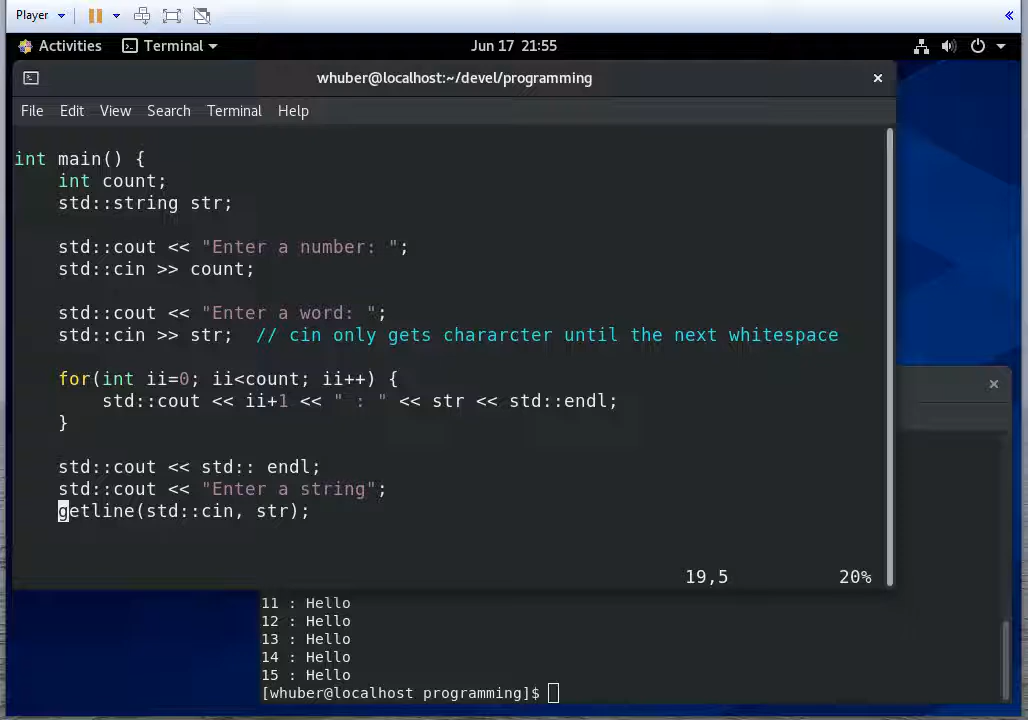 Player
Activities Terminal Jun 17 21:55
whuber@localhost:~/devel/programming
File Edit View Search Terminal Help
int main() {
int count;
std::string str;
std::cout << "Enter a number: ";
std::cin >> count;
std::cout << "Enter a word: ";
std::cin >> str; // cin only gets chararcter until the next whitespace
for(int ii=0; ii<count; ii++) {
std::cout << ii+1 << " : " << str << std::endl;
}
std::cout << std:: endl;
std::cout << "Enter a string";
getline(std::cin, str);
19,5 20%
11 : Hello
12 : Hello
13 : Hello
14 : Hello
15 : Hello
[whuber@localhost programming]$